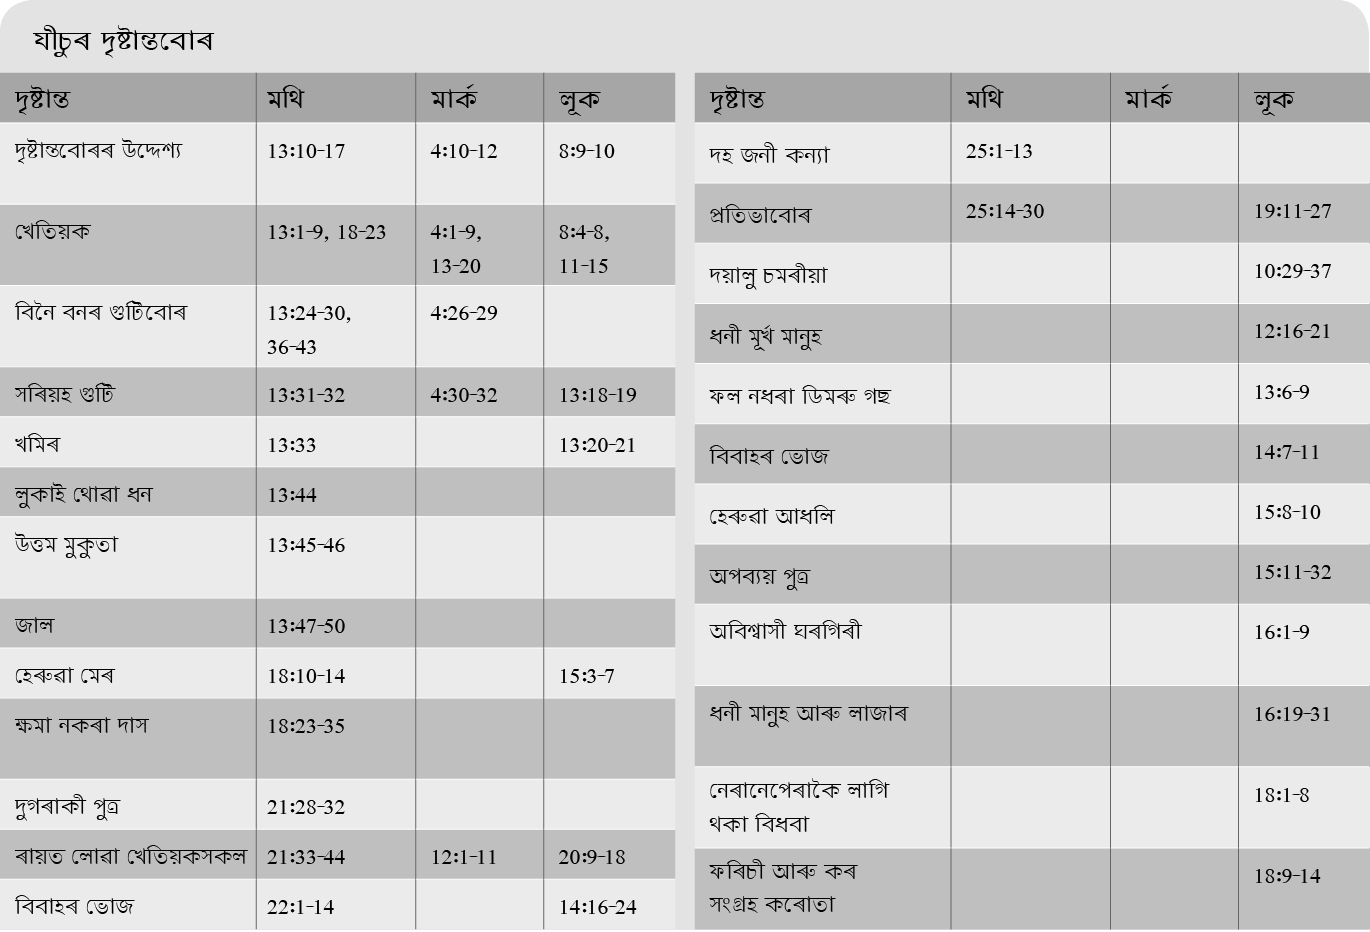 যীচুৰ দৃষ্টান্তবোৰ
দৃষ্টান্ত মথি মাৰ্ক লূক
দৃষ্টান্তবোৰৰ উদ্দেশ্য 13:10-17 4:10-12 8:9-10
খেতিয়ক 13:1-9, 18-23 4:1-9, 8:4-8,
13-20 11-15
বিনৈ বনৰ গুটিবোৰ 13:24-30, 4:26-29
36-43
সৰিয়হ গুটি 13:31-32 4:30-32 13:18-19
খমিৰ 13:33 13:20-21
লুকাই থোৱা ধন 13:44
উত্তম মুকুতা 13:45-46
জাল 13:47-50
হেৰুৱা মেৰ 18:10-14 15:3-7
ক্ষমা নকৰা দাস 18:23-35
দুগৰাকী পুত্ৰ 21:28-32
ৰায়ত লোৱা খেতিয়কসকল 21:33-44 12:1-11 20:9-18
বিবাহৰ ভোজ 22:1-14 14:16-24
দৃষ্টান্ত মথি মাৰ্ক লূক
দহ জনী কন্যা 25:1-13
প্ৰতিভাবোৰ 25:14-30 19:11-27
দয়ালু চমৰীয়া 10:29-37
ধনী মূৰ্খ মানুহ 12:16-21
ফল নধৰা ডিমৰু গছ 13:6-9
বিবাহৰ ভোজ 14:7-11
হেৰুৱা আধলি 15:8-10
অপব্যয় পুত্ৰ 15:11-32
অবিশ্বাসী ঘৰগিৰী 16:1-9
ধনী মানুহ আৰু লাজাৰ 16:19-31
নেৰানেপেৰাকৈ লাগি 18:1-8
থকা বিধবা
ফৰিচী আৰু কৰ 18:9-14
সংগ্ৰহ কৰোতা